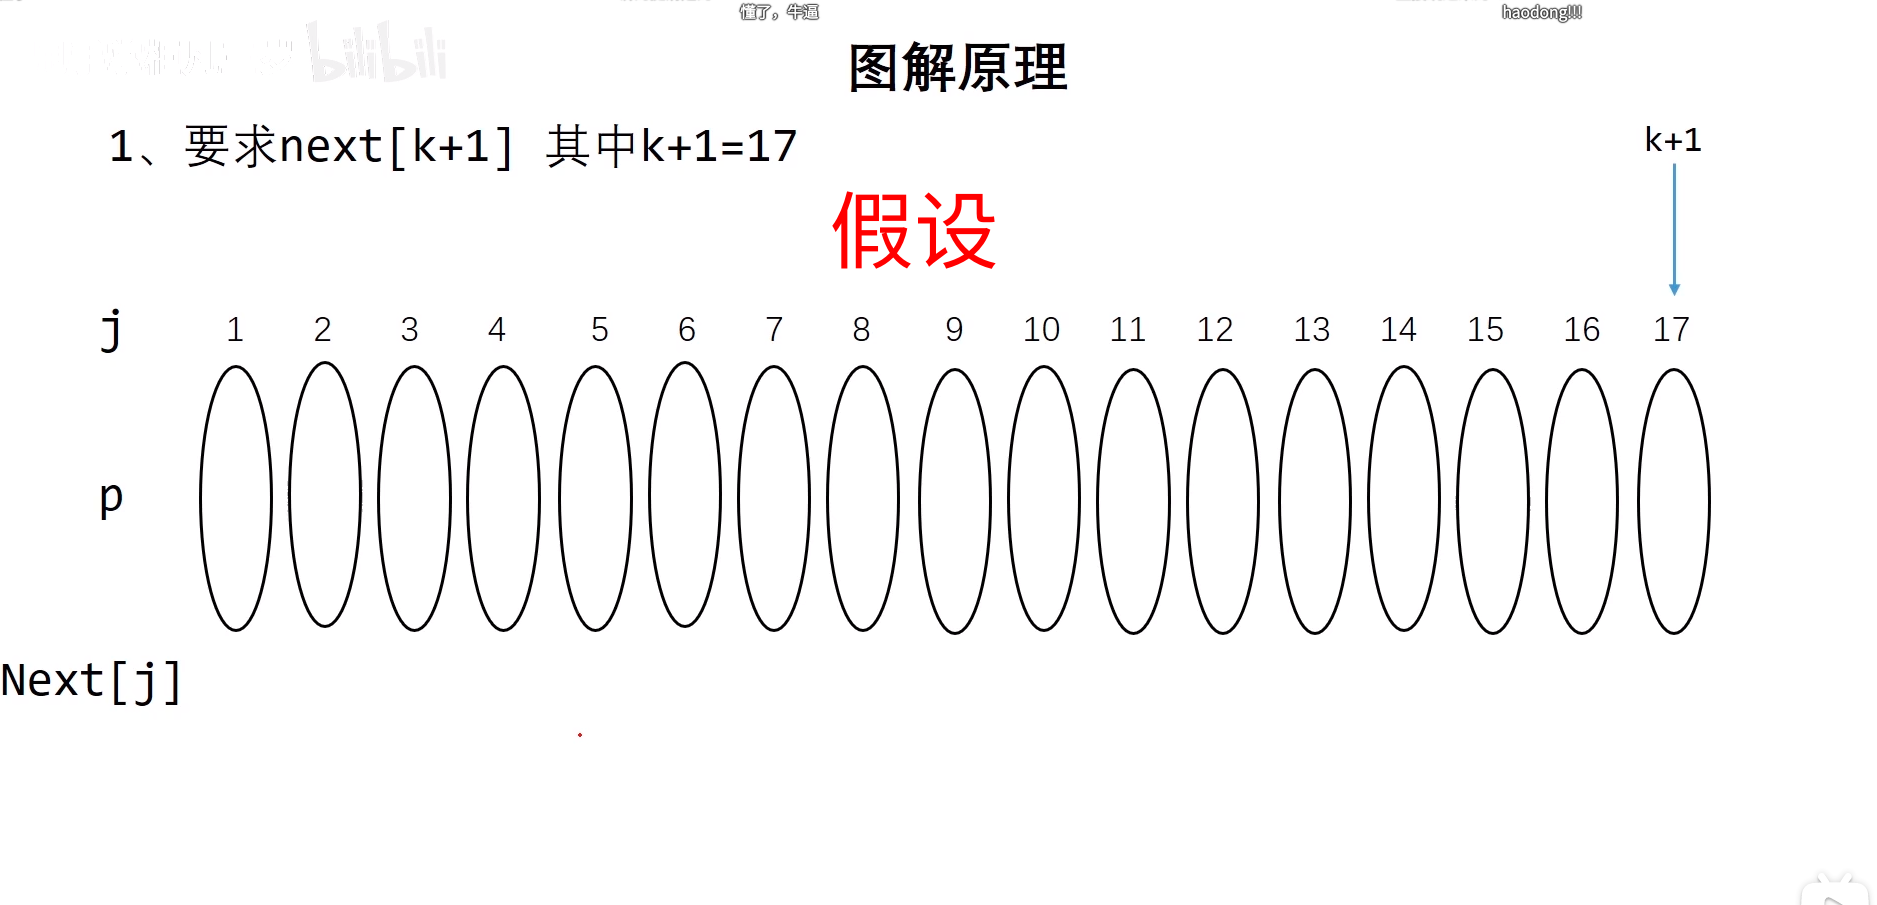 懂了，牛逼
haodong!!!
bilibili
图解原理
1、要求next[k+1] 其中k+1=17
k+1
假设
j 1 2 3 4 5 6 7 8 9 10 11 12 13 14 15 16 17
p
Next[j]